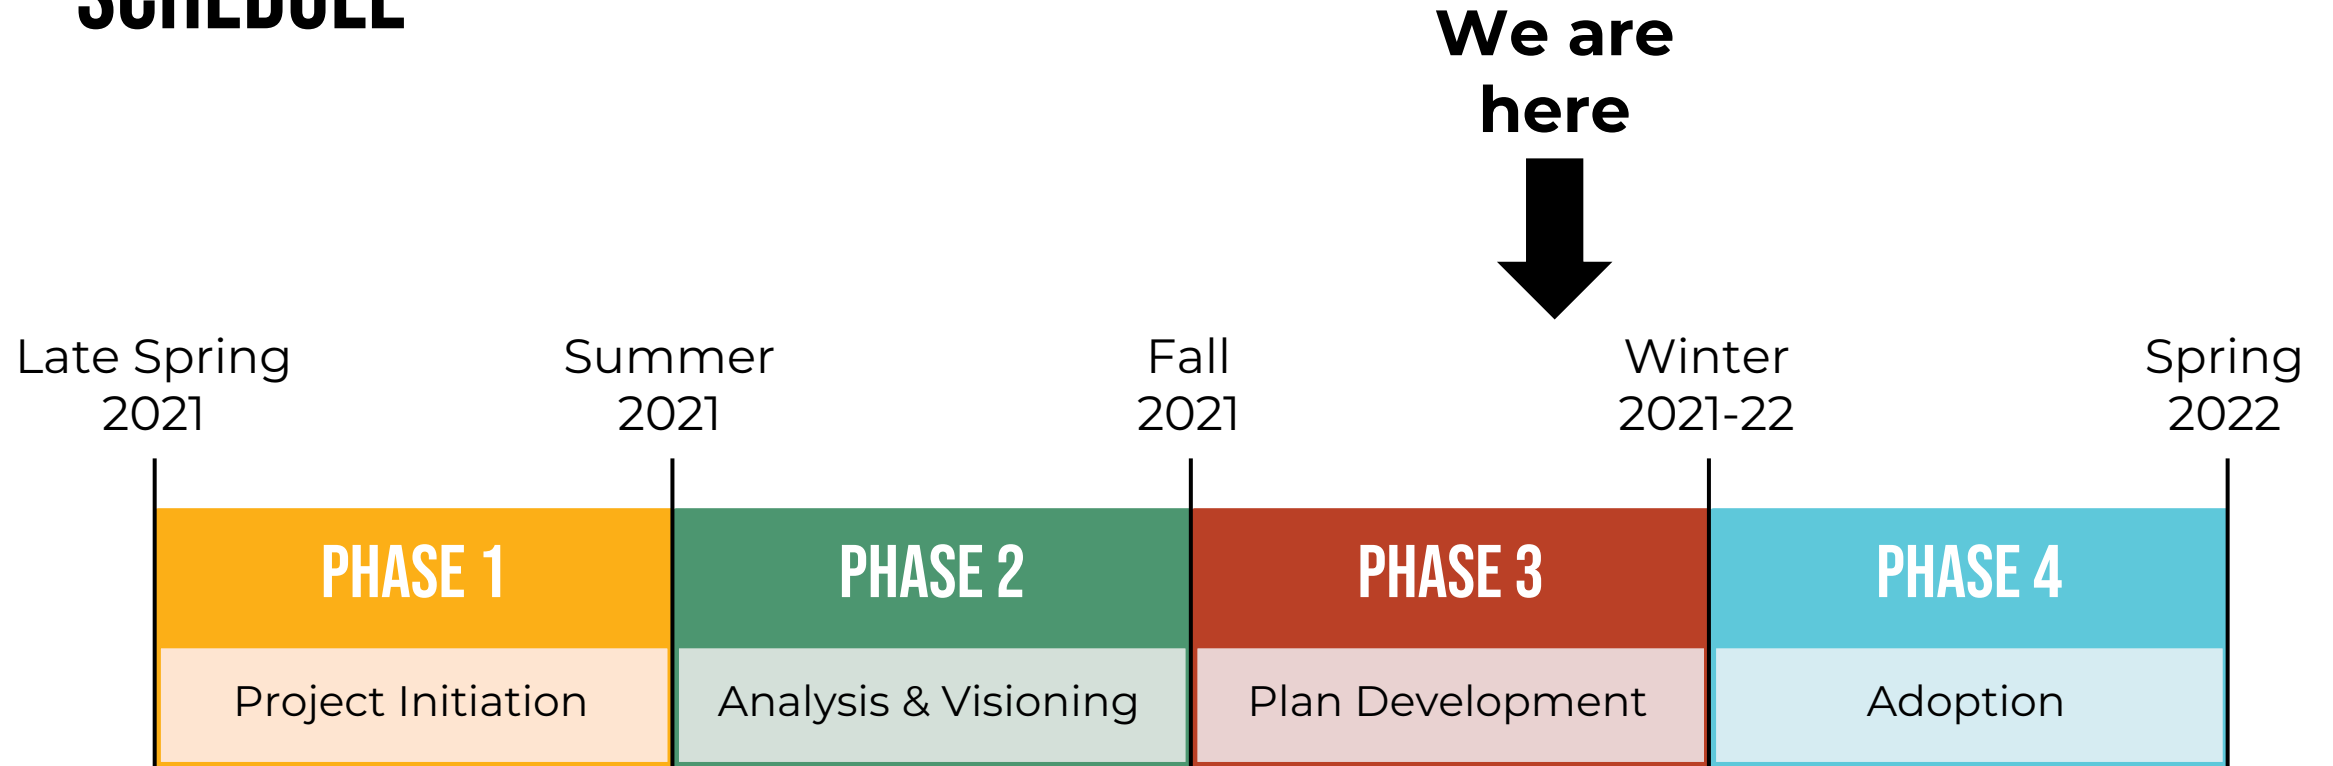 SCHEDULE
We are
here
Late Spring
2021
Summer
2021
Fall
2021
Winter
2021-22
Spring
2022
PHASE 1
PHASE 2
PHASE 3
PHASE 4
Project Initiation
Analysis & Visioning
Plan Development
Adoption